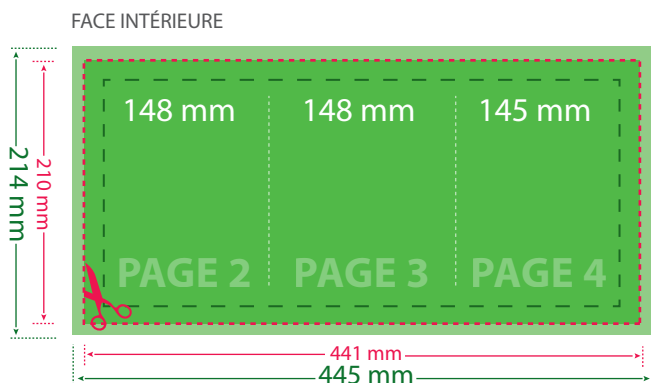 FACE INTÉRIEURE
148 mm
148 mm
145 mm
214 mm
210 mm
PAGE 2
PAGE 3
PAGE 4
441 mm
445 mm